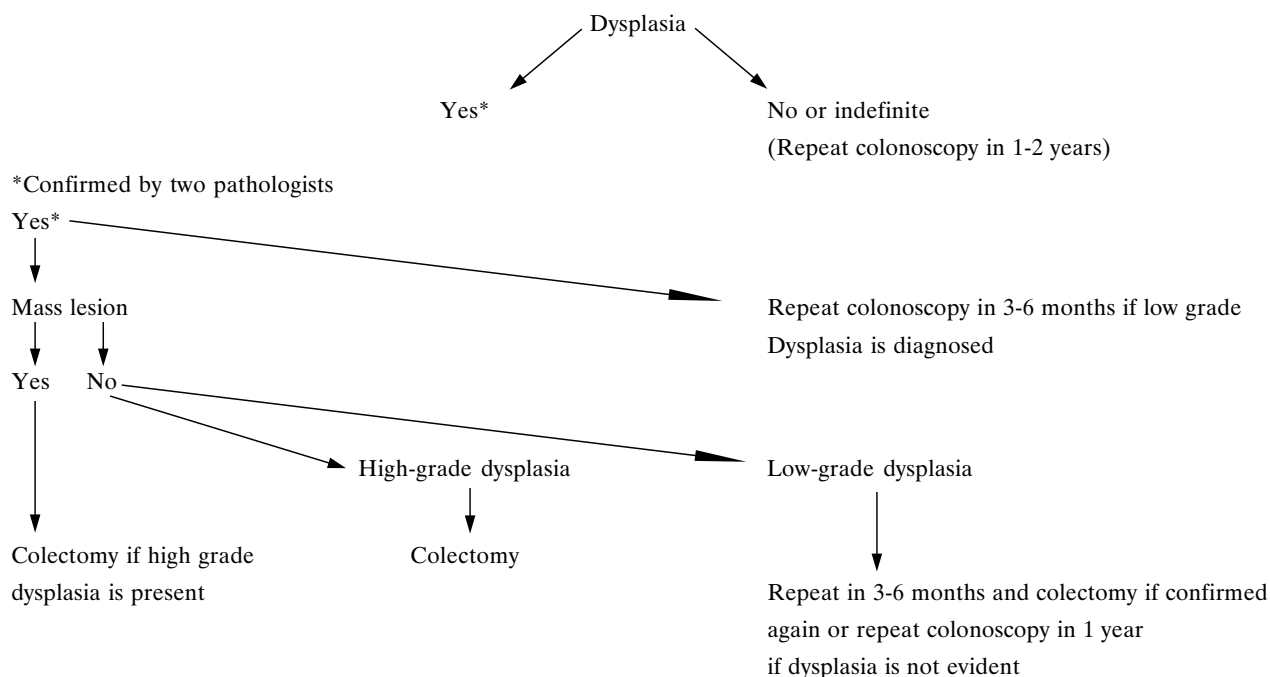 Dysplasia
Yes*
No or indefinite
(Repeat colonoscopy in 1-2 years)
*Confirmed by two pathologists
Yes*
Mass lesion
Repeat colonoscopy in 3-6 months if low grade
Dysplasia is diagnosed
Yes No
High-grade dysplasia
Low-grade dysplasia
Colectomy if high grade
dysplasia is present
Colectomy
Repeat in 3-6 months and colectomy if confirmed
again or repeat colonoscopy in 1 year
if dysplasia is not evident